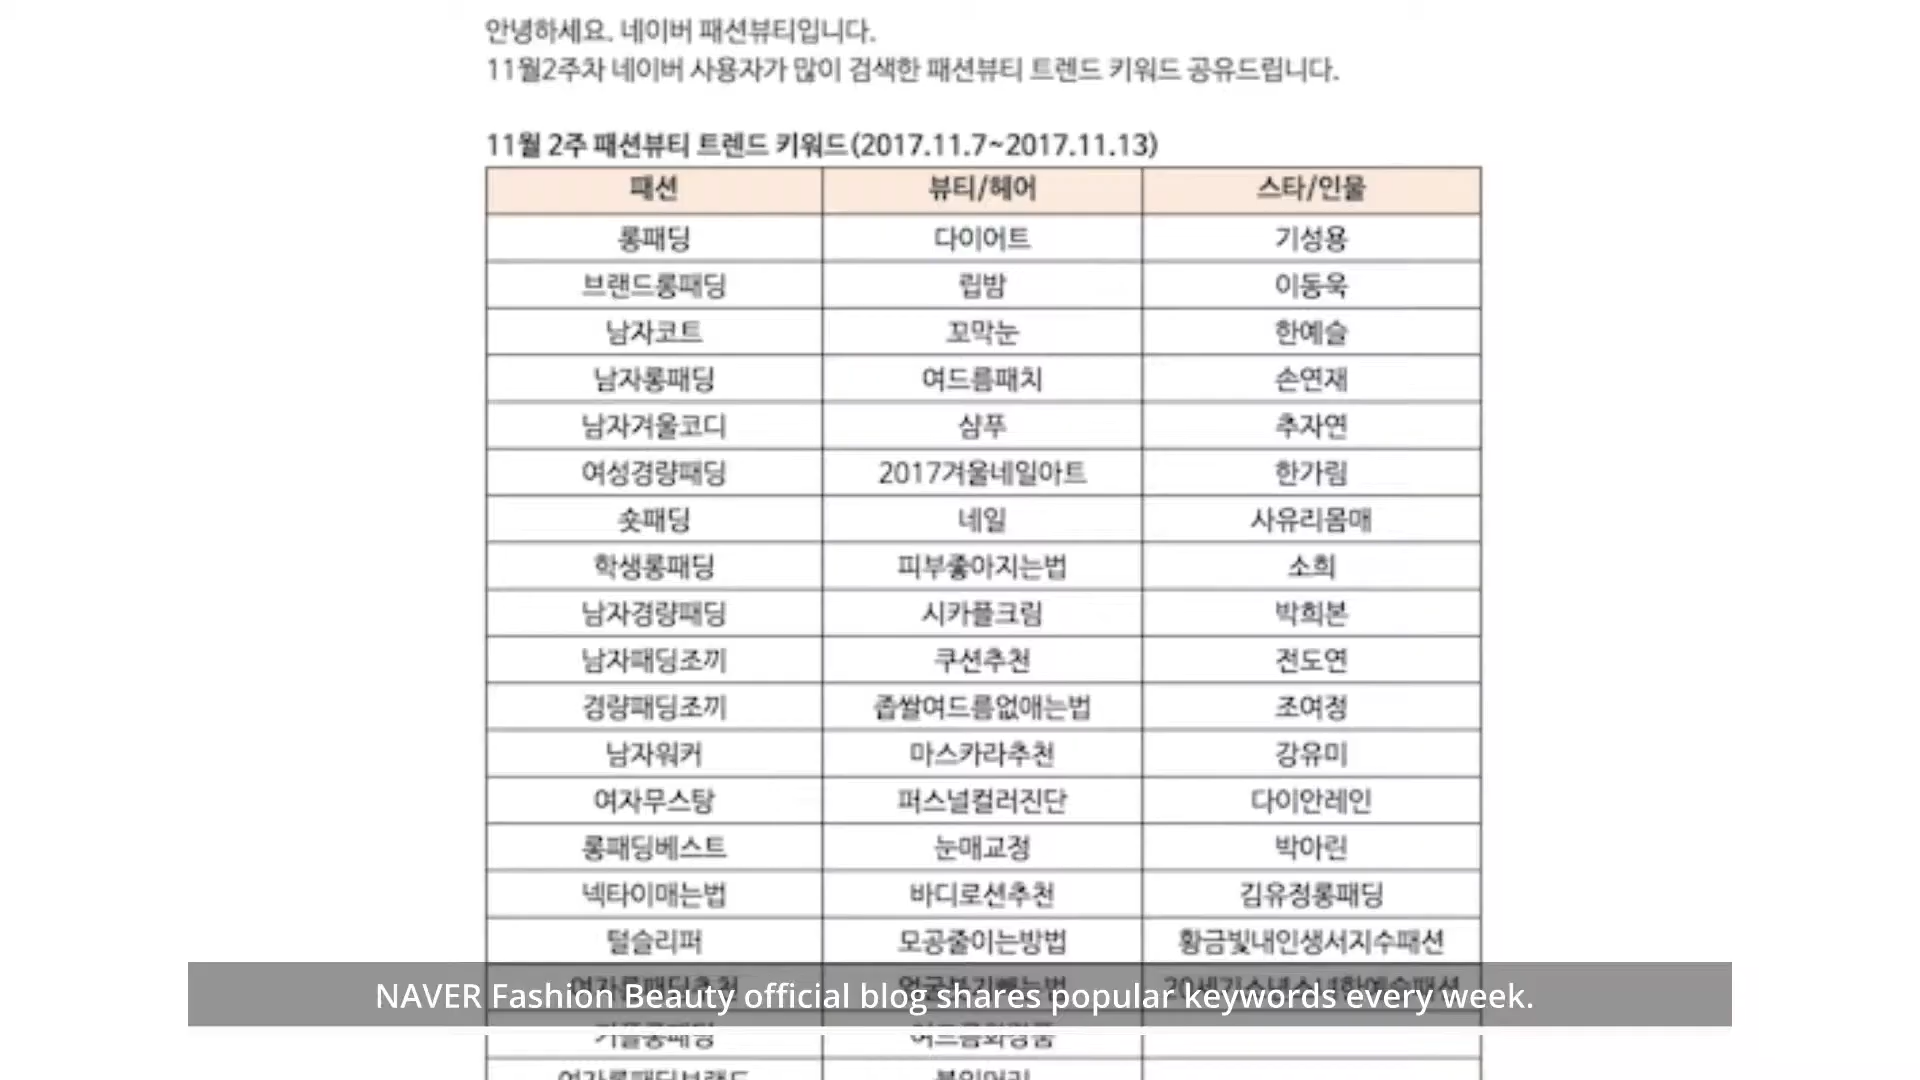 안녕하세요. 네이버 패션뷰티입니다.
11월2주차 네이버 사용자가 많이 검색한 패션뷰티 트렌드 키워드 공유드립니다.
11월 2주 패션뷰티 트렌드 키워드(2017.11.7~2017.11.13)
패션 뷰티/헤어 스타/인물
롱패딩 다이어트 기성용
브랜드롱패딩 립밤 이동욱
남자코트 꼬막눈 한예슬
남자롱패딩 여드름패치 손연재
남자겨울코디 샴푸 추자연
여성경량패딩 2017겨울네일아트 한가림
숏패딩 네일 사유리몸매
학생롱패딩 피부좋아지는법 소희
남자경량패딩 시카플크림 박희본
남자패딩조끼 쿠션추천 전도연
경량패딩조끼 좁쌀여드름없애는법 조여정
남자워커 마스카라추천 강유미
여자무스탕 퍼스널컬러진단 다이안레인
롱패딩베스트 눈매교정 박아린
넥타이매는법 바디로션추천 김유정롱패딩
털슬리퍼 모공줄이는방법 황금빛내인생서지수패션
NAVER Fashion Beauty official blog shares popular keywords every week.
커플롱패딩 여드름화장품